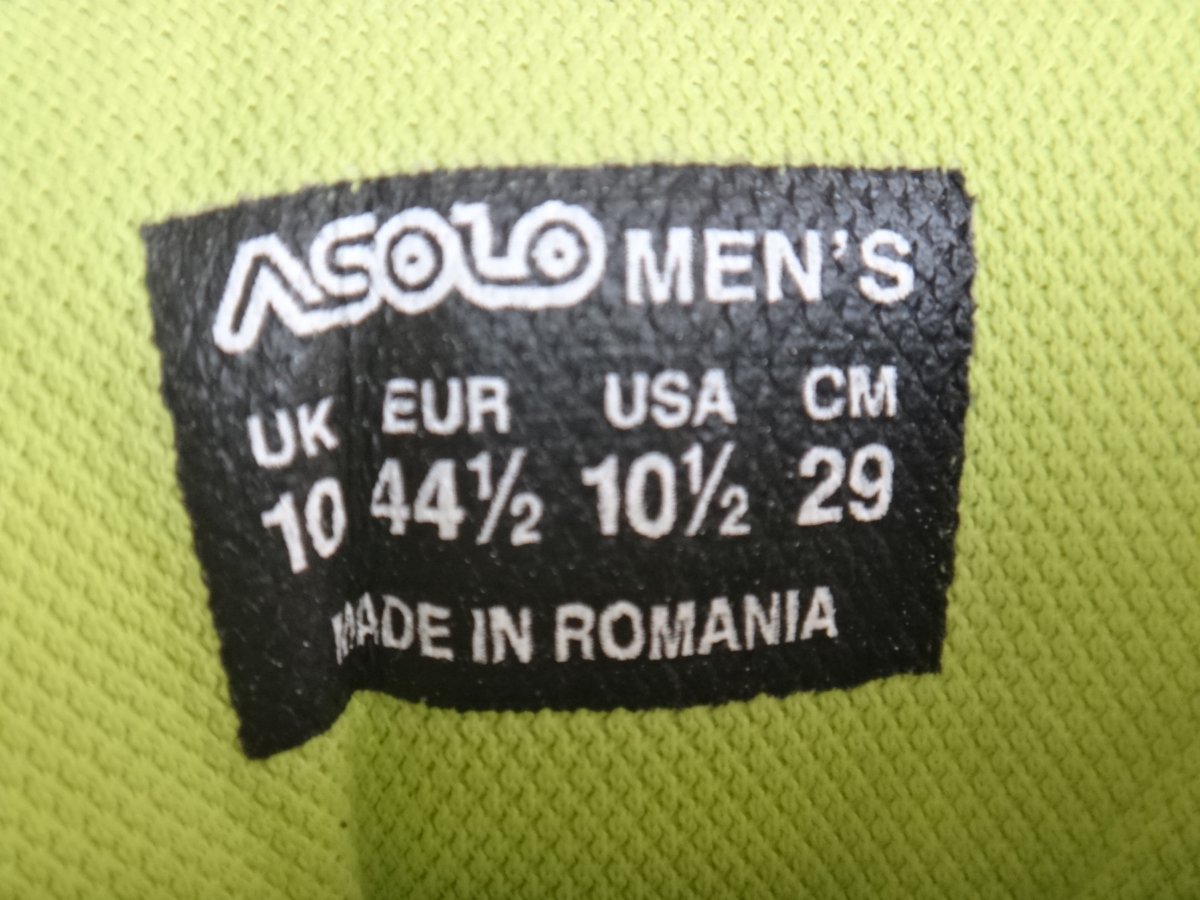 ASOLO MEN'S
UK EUR USA CM
10 44½ 10½ 29
MADE IN ROMANIA